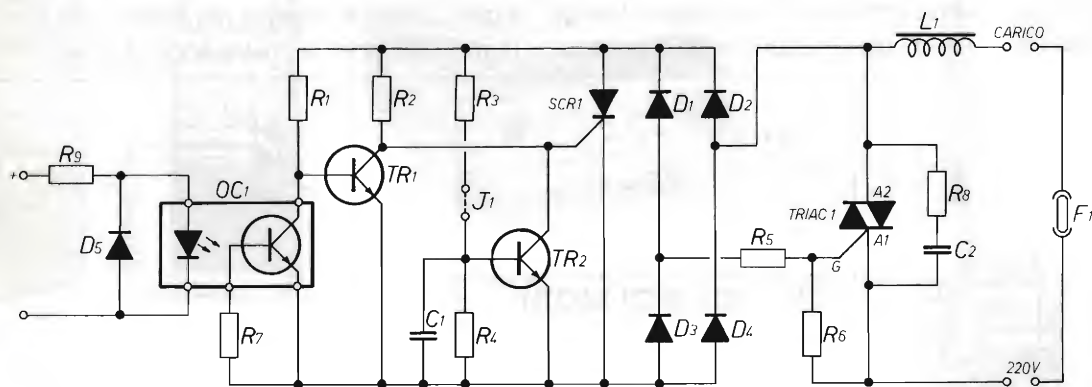 L1
CARICO
R1
R2
R3
SCR1
D1
D2
R9
+
OC1
TR1
J1
A2
R8
TRIAC 1
A1
F1
D5
TR2
R5
G
C2
R7
C1
R4
D3
D4
R6
220V